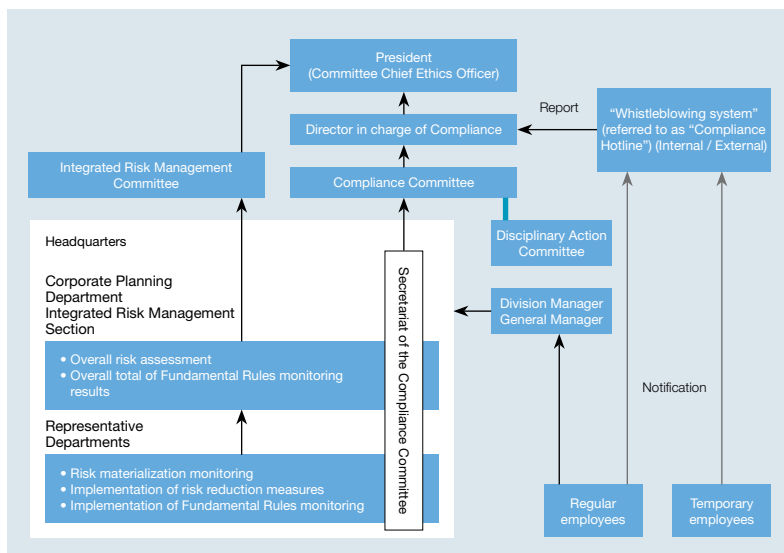 President
(Committee Chief Ethics Officer)
Report
Director in charge of Compliance
“Whistleblowing system”
(referred to as “Compliance
Hotline”) (Internal / External)
Integrated Risk Management
Committee
Compliance Committee
Disciplinary Action
Committee
Headquarters
Corporate Planning
Department
Integrated Risk Management
Section
Secretariat of the Compliance Committee
Division Manager
General Manager
• Overall risk assessment
• Overall total of Fundamental Rules monitoring
results
Notification
Representative
Departments
• Risk materialization monitoring
• Implementation of risk reduction measures
• Implementation of Fundamental Rules monitoring
Regular
employees
Temporary
employees